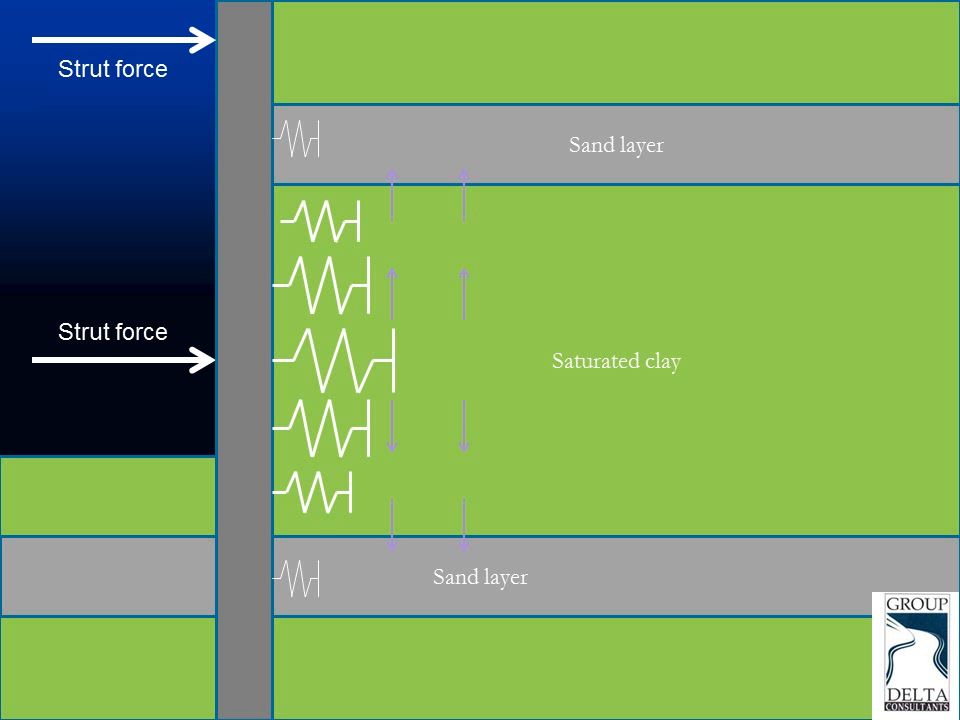 Strut force
Sand layer
Strut force
Saturated clay
Sand layer
GROUP
DELTA
CONSULTANTS